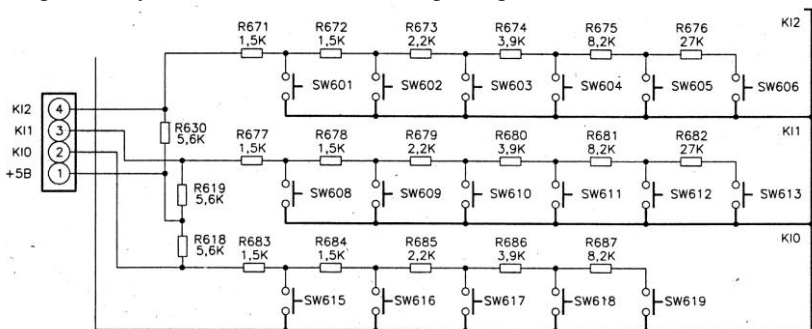 KI2
R671 R672 R673 R674 R675 R676
1,5K 1,5K 2,2K 3,9K 8,2K 27K
SW601 SW602 SW603 SW604 SW605 SW606
KI2 4
KI1 3
KI0 2
+5B 1
R630
5,6K
KI1
R677 R678 R679 R680 R681 R682
1,5K 1,5K 2,2K 3,9K 8,2K 27K
R619
5,6K
SW608 SW609 SW610 SW611 SW612 SW613
R618
5,6K
KI0
R683 R684 R685 R686 R687
1,5K 1,5K 2,2K 3,9K 8,2K
SW615 SW616 SW617 SW618 SW619